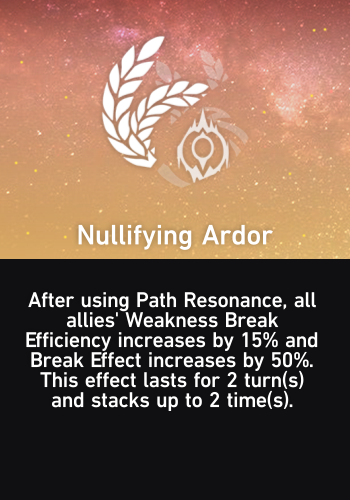 Nullifying Ardor
After using Path Resonance, all
allies' Weakness Break
Efficiency increases by 15% and
Break Effect increases by 50%.
This effect lasts for 2 turn(s)
and stacks up to 2 time(s).